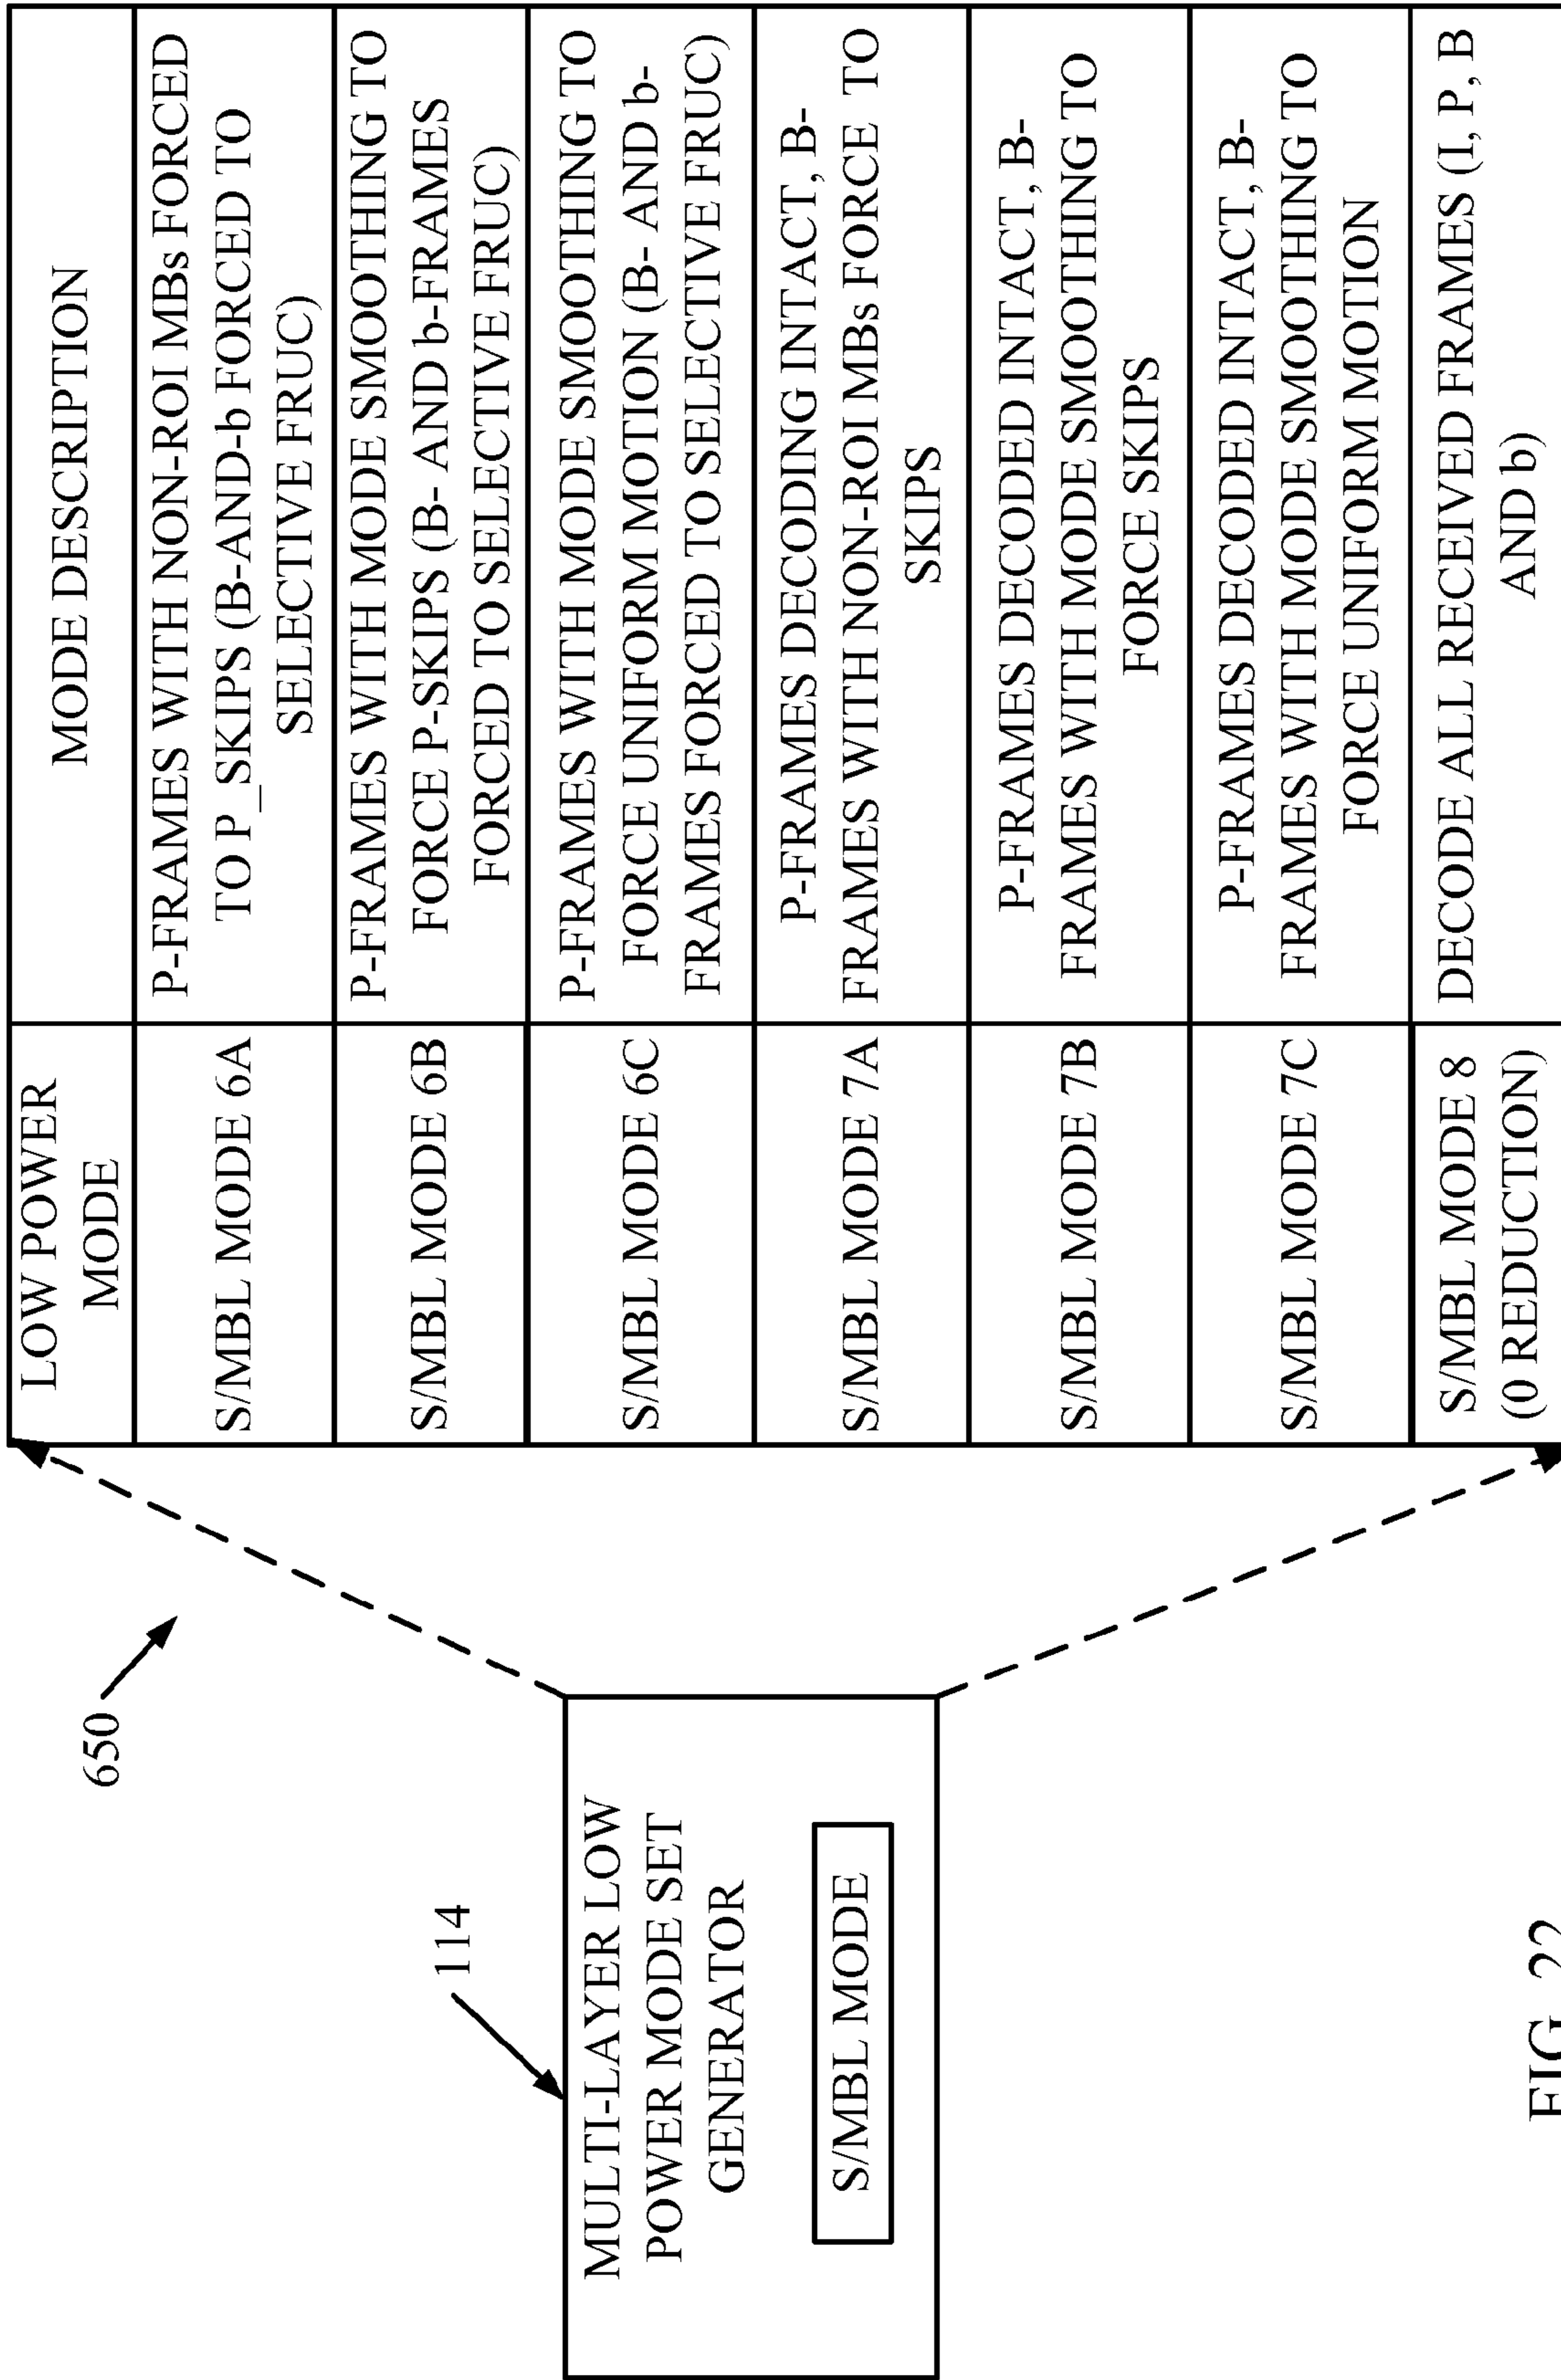 650
114
MULTI-LAYER LOW
POWER MODE SET
GENERATOR
S/MBL MODE
LOW POWER
MODE
MODE DESCRIPTION
S/MBL MODE 6A
P-FRAMES WITH NON-ROI MBs FORCED
TO P_SKIPS (B-AND-b FORCED TO
SELECTIVE FRUC)
S/MBL MODE 6B
P-FRAMES WITH MODE SMOOTHING TO
FORCE P-SKIPS (B- AND b-FRAMES
FORCED TO SELECTIVE FRUC)
S/MBL MODE 6C
P-FRAMES WITH MODE SMOOTHING TO
FORCE UNIFORM MOTION (B- AND b-
FRAMES FORCED TO SELECTIVE FRUC)
S/MBL MODE 7A
P-FRAMES DECODING INTACT, B-
FRAMES WITH NON-ROI MBs FORCE TO
SKIPS
S/MBL MODE 7B
P-FRAMES DECODED INTACT, B-
FRAMES WITH MODE SMOOTHING TO
FORCE SKIPS
S/MBL MODE 7C
P-FRAMES DECODED INTACT, B-
FRAMES WITH MODE SMOOTHING TO
FORCE UNIFORM MOTION
S/MBL MODE 8
(0 REDUCTION)
DECODE ALL RECEIVED FRAMES (I, P, B
AND b)
FIG. 22